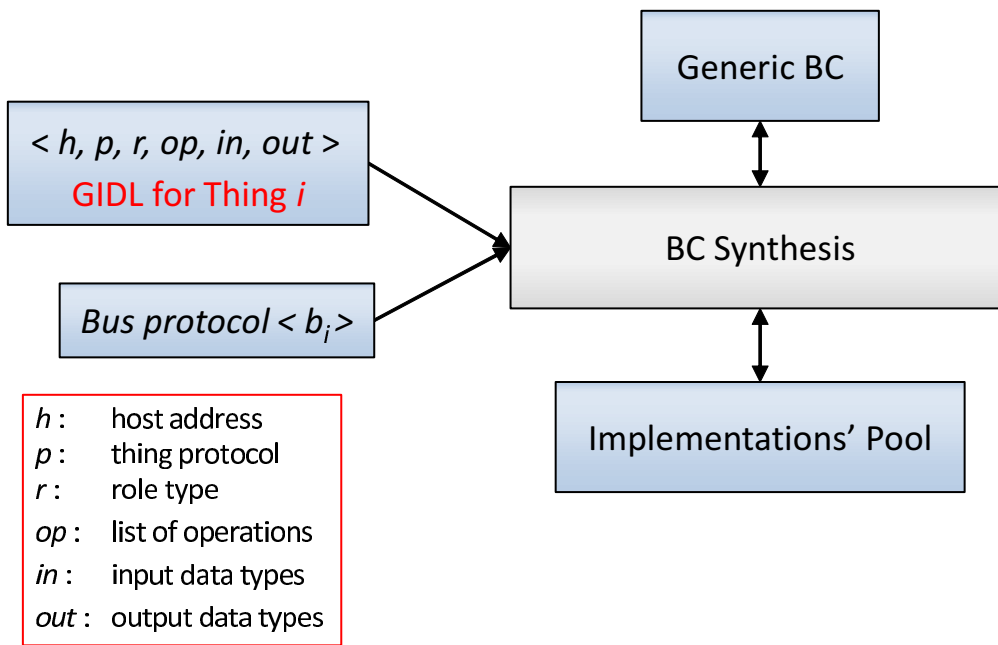 Generic BC
< h, p, r, op, in, out >
GIDL for Thing i
BC Synthesis
Bus protocol < bi >
Implementations’ Pool
h : host address
p : thing protocol
r : role type
op : list of operations
in : input data types
out : output data types